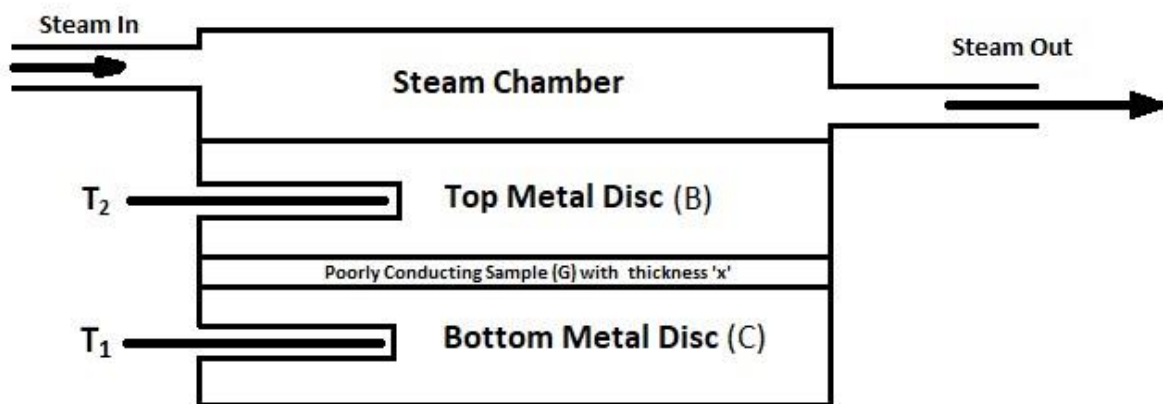 Steam In
Steam Out
Steam Chamber
T₂
Top Metal Disc (B)
Poorly Conducting Sample (G) with thickness 'x'
T₁
Bottom Metal Disc (C)